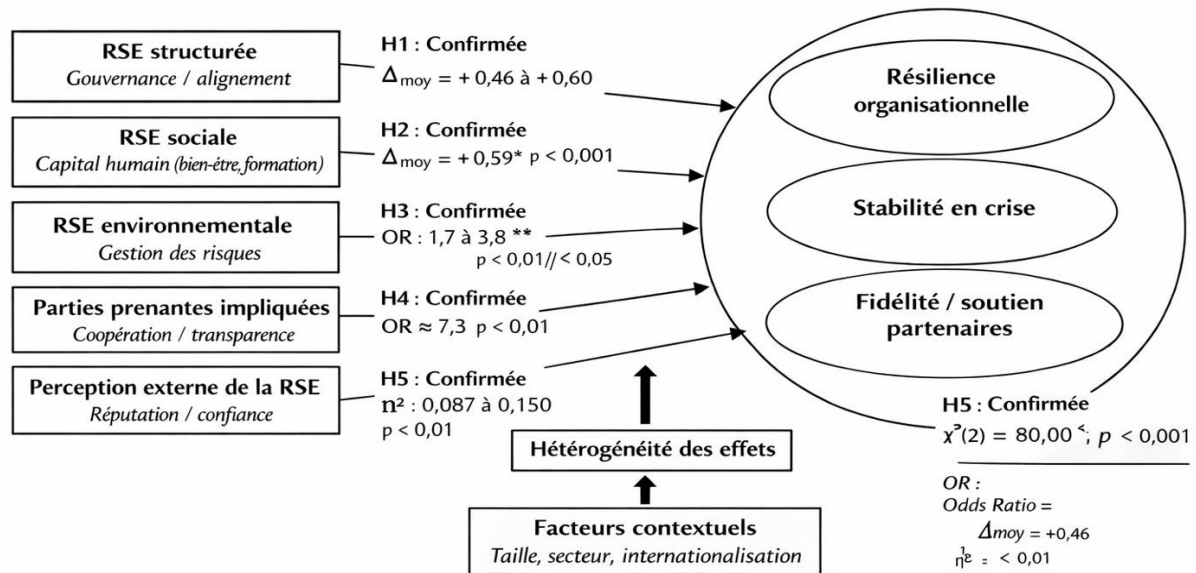 RSE structurée
Gouvernance / alignement
H1 : Confirmée
Δmoy = + 0,46 à + 0,60
RSE sociale
Capital humain (bien-être, formation)
H2 : Confirmée
Δmoy = + 0,59* p < 0,001
RSE environnementale
Gestion des risques
H3 : Confirmée
OR : 1,7 à 3,8 **
p < 0,01// < 0,05
Parties prenantes impliquées
Coopération / transparence
H4 : Confirmée
OR ≈ 7,3 p < 0,01
Perception externe de la RSE
Réputation / confiance
H5 : Confirmée
n² : 0,087 à 0,150
p < 0,01
Résilience
organisationnelle
Stabilité en crise
Fidélité / soutien
partenaires
Hétérogénéité des effets
Facteurs contextuels
Taille, secteur, internationalisation
H5 : Confirmée
(2) = 80,00 ; p < 0,001
OR :
Odds Ratio =
Δmoy = +0,46
= < 0,01